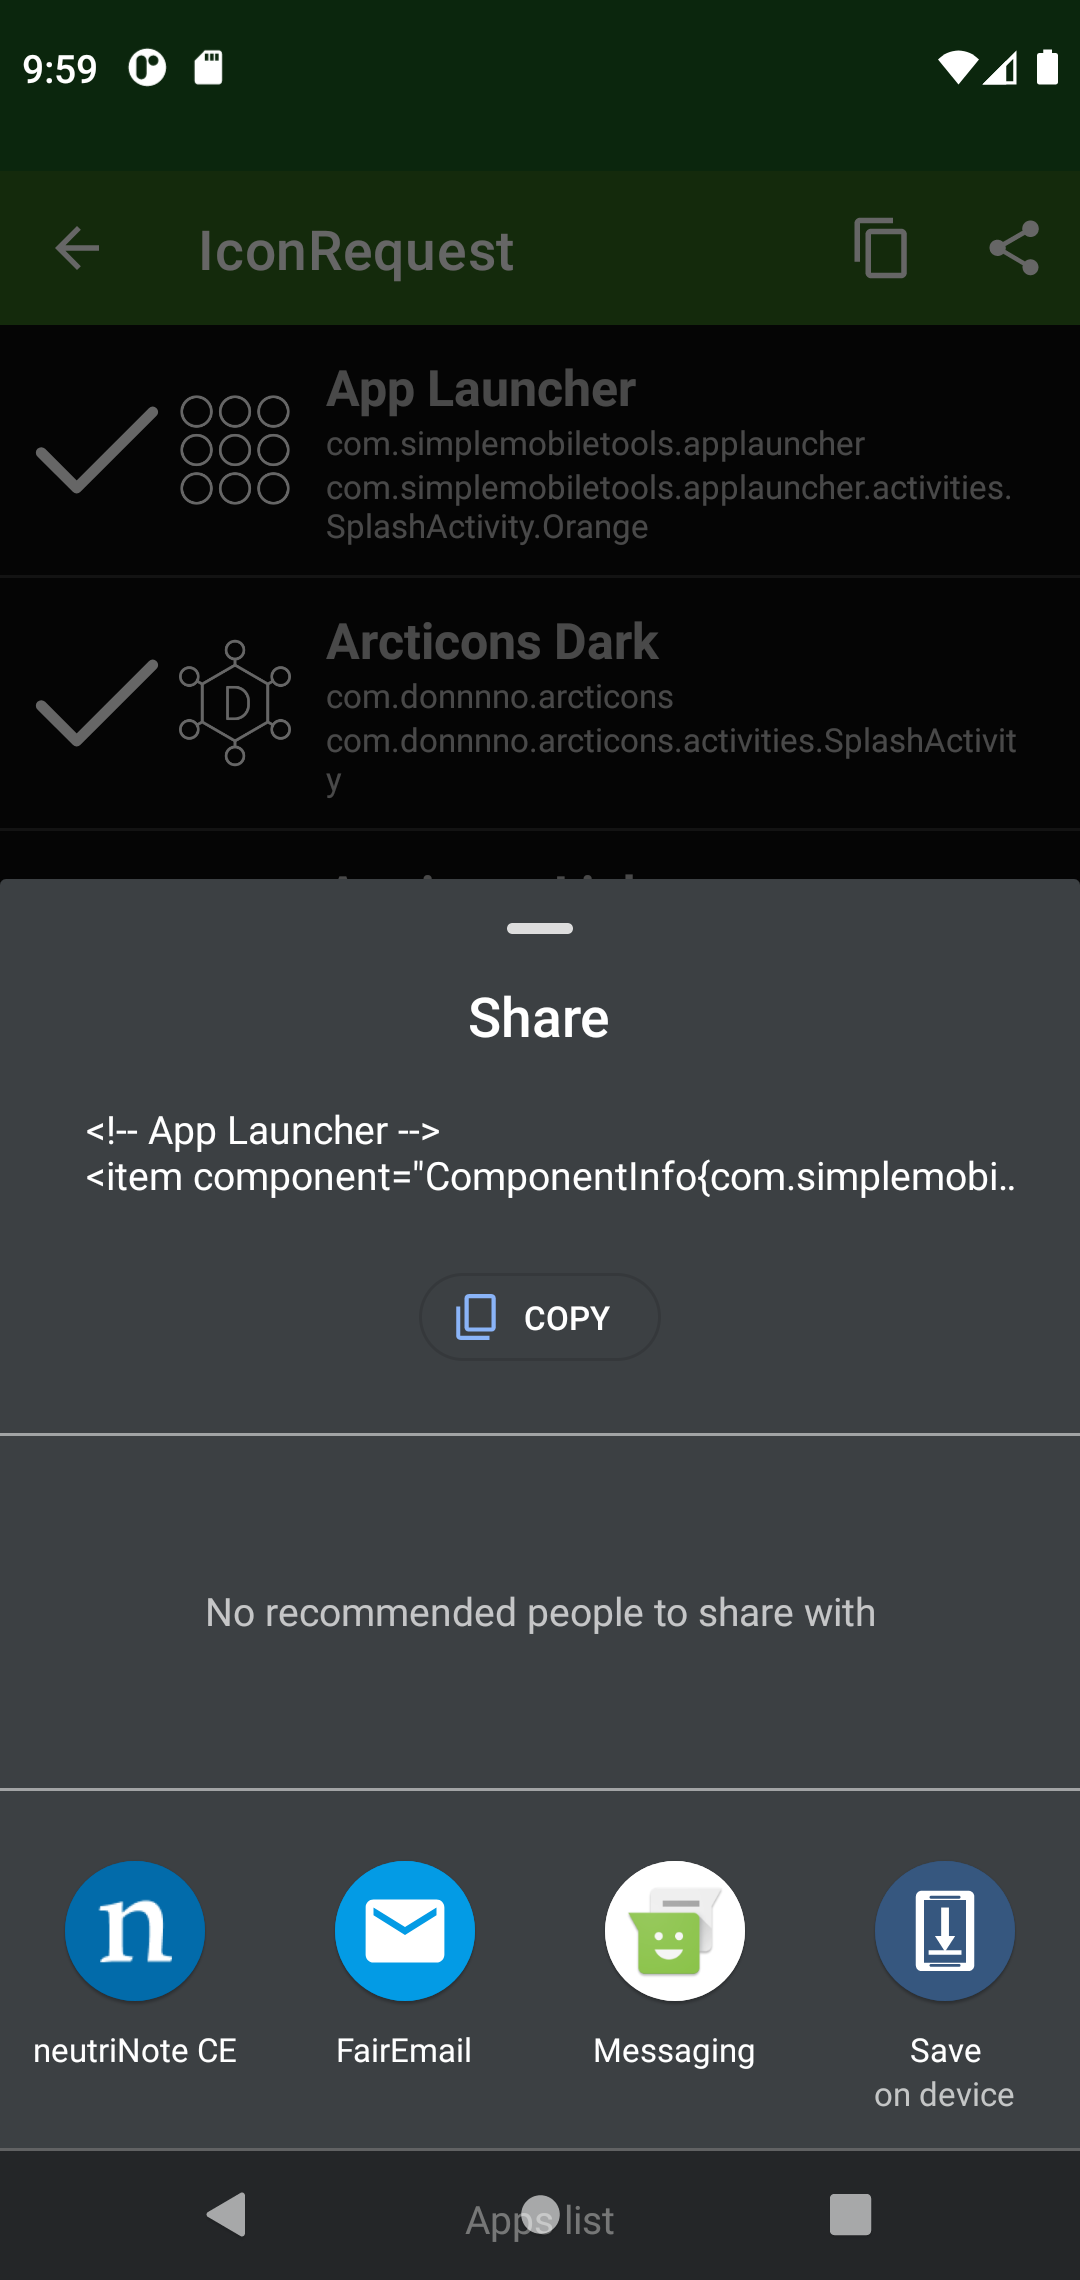 9:59
IconRequest
App Launcher
com.simplemobiletools.applauncher
com.simplemobiletools.applauncher.activities.
SplashActivity.Orange
D
Arcticons Dark
com.donnnno.arcticons
com.donnnno.arcticons.activities.SplashActivit
y
Share
<!-- App Launcher -->
<item component="ComponentInfo{com.simplemobi..
COPY
No recommended people to share with
n
neutriNote CE
FairEmail
Messaging
Save
on device
Apps list